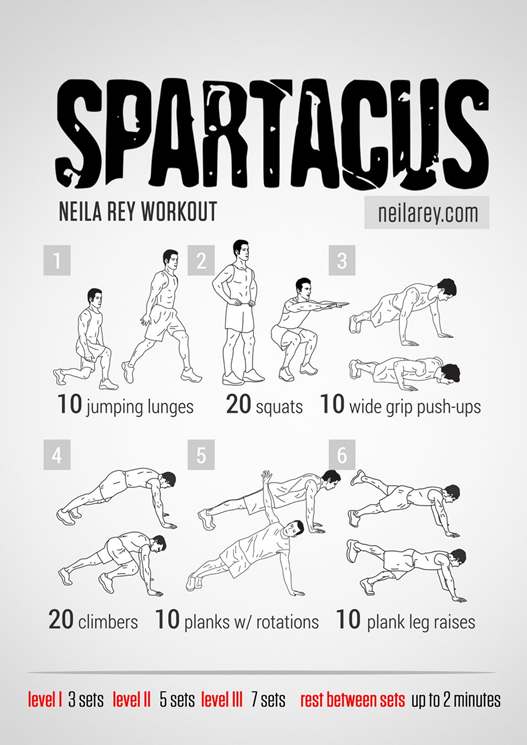 SPARTACUS
NEILA REY WORKOUT
neilarey.com
1
2
3
10 jumping lunges
20 squats
10 wide grip push-ups
4
5
6
20 climbers
10 planks w/ rotations
10 plank leg raises
level I 3 sets level II 5 sets level III 7 sets rest between sets up to 2 minutes